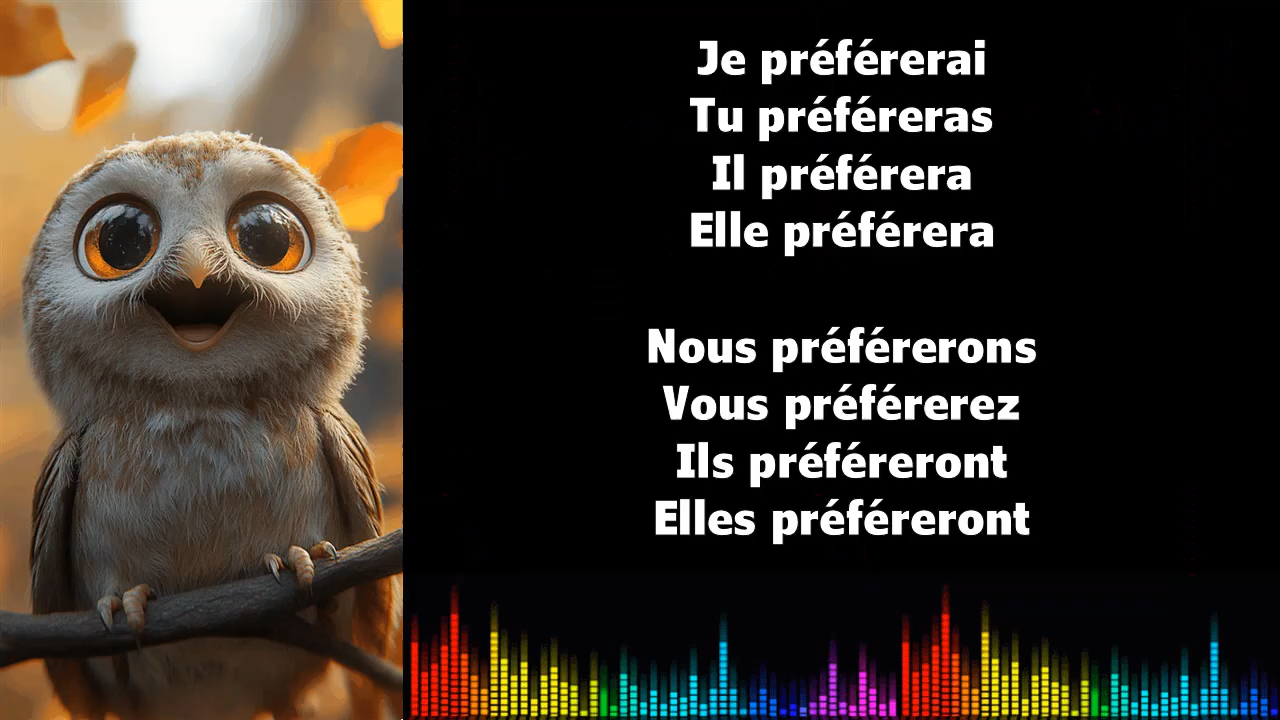 Je préférerai
Tu préféreras
Il préférera
Elle préférera
Nous préférerons
Vous préférerez
Ils préféreront
Elles préféreront